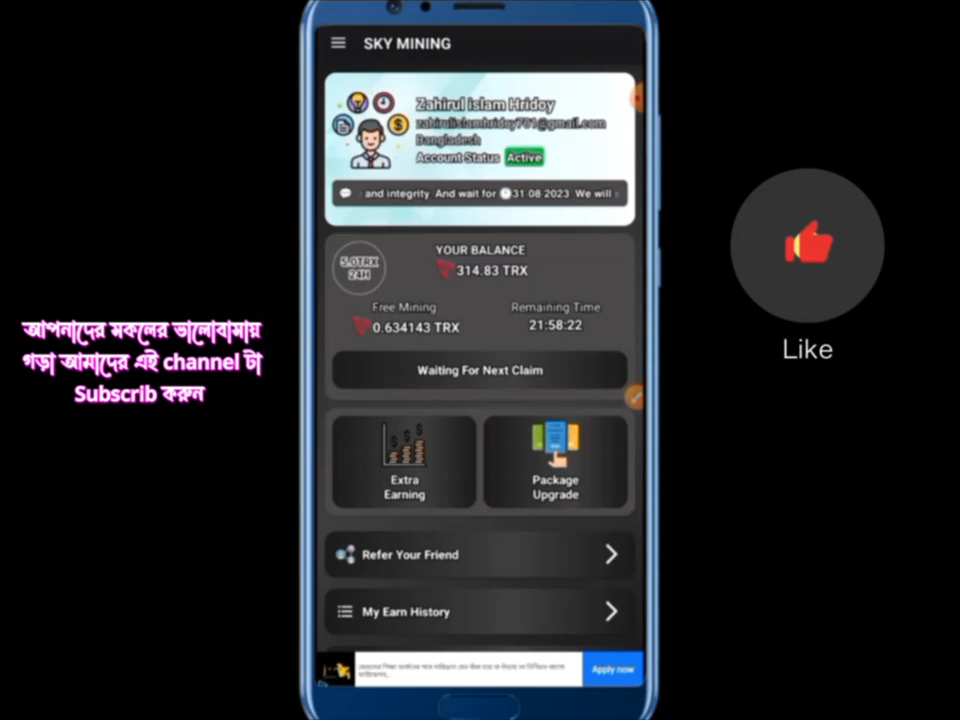 SKY MINING
Zahirul islam Hridoy
zahirulislamhridoy701@gmail.com
Bangladesh
Account Status Active
and integrity And wait for 31 08 2023 We will
5.0TRX
24H
YOUR BALANCE
314.83 TRX
Free Mining
Remaining Time
0.634143 TRX
21:58:22
Waiting For Next Claim
Extra
Earning
Package
Upgrade
Refer Your Friend
My Earn History
Apply now
আপনাদের সকলের ভালোবাসায়
গড়া আমাদের এই channel টা
Subscrib করুন
Like